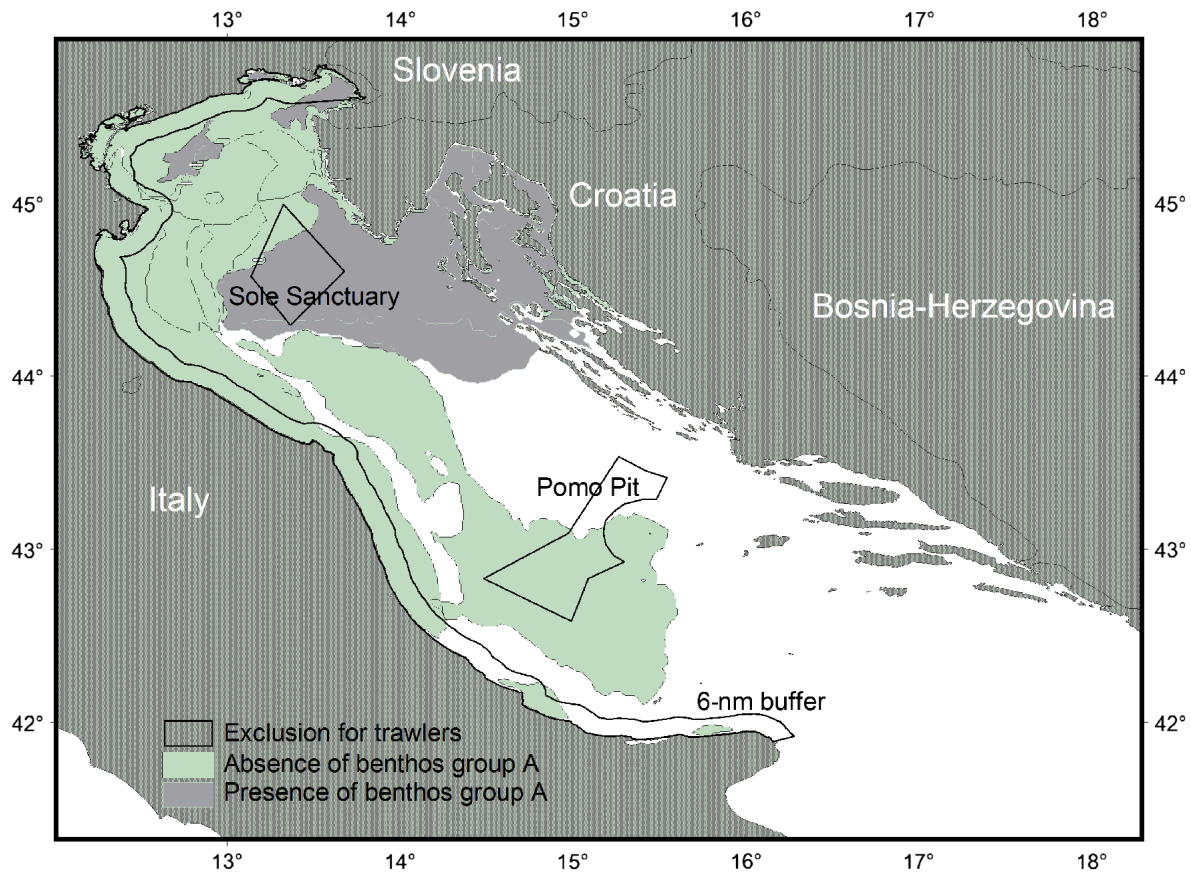 13° 14° 15° 16° 17° 18°
Slovenia
Croatia
45° 45°
Bosnia-Herzegovina
Sole Sanctuary
44° 44°
Pomo Pit
Italy
43° 43°
6-nm buffer
42° 42°
Exclusion for trawlers
Absence of benthos group A
Presence of benthos group A
13° 14° 15° 16° 17° 18°